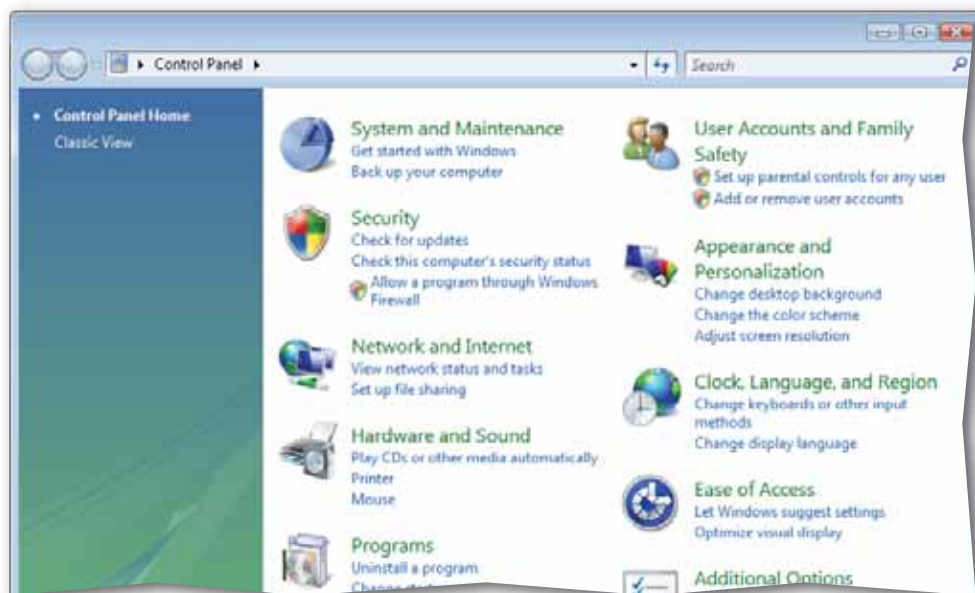 Control Panel
Search
Control Panel Home
Classic View
System and Maintenance
Get started with Windows
Back up your computer
Security
Check for updates
Check this computer's security status
Allow a program through Windows
Firewall
Network and Internet
View network status and tasks
Set up file sharing
Hardware and Sound
Play CDs or other media automatically
Printer
Mouse
Programs
Uninstall a program
User Accounts and Family
Safety
Set up parental controls for any user
Add or remove user accounts
Appearance and
Personalization
Change desktop background
Change the color scheme
Adjust screen resolution
Clock, Language, and Region
Change keyboards or other input
methods
Change display language
Ease of Access
Let Windows suggest settings
Optimize visual display
Additional Options